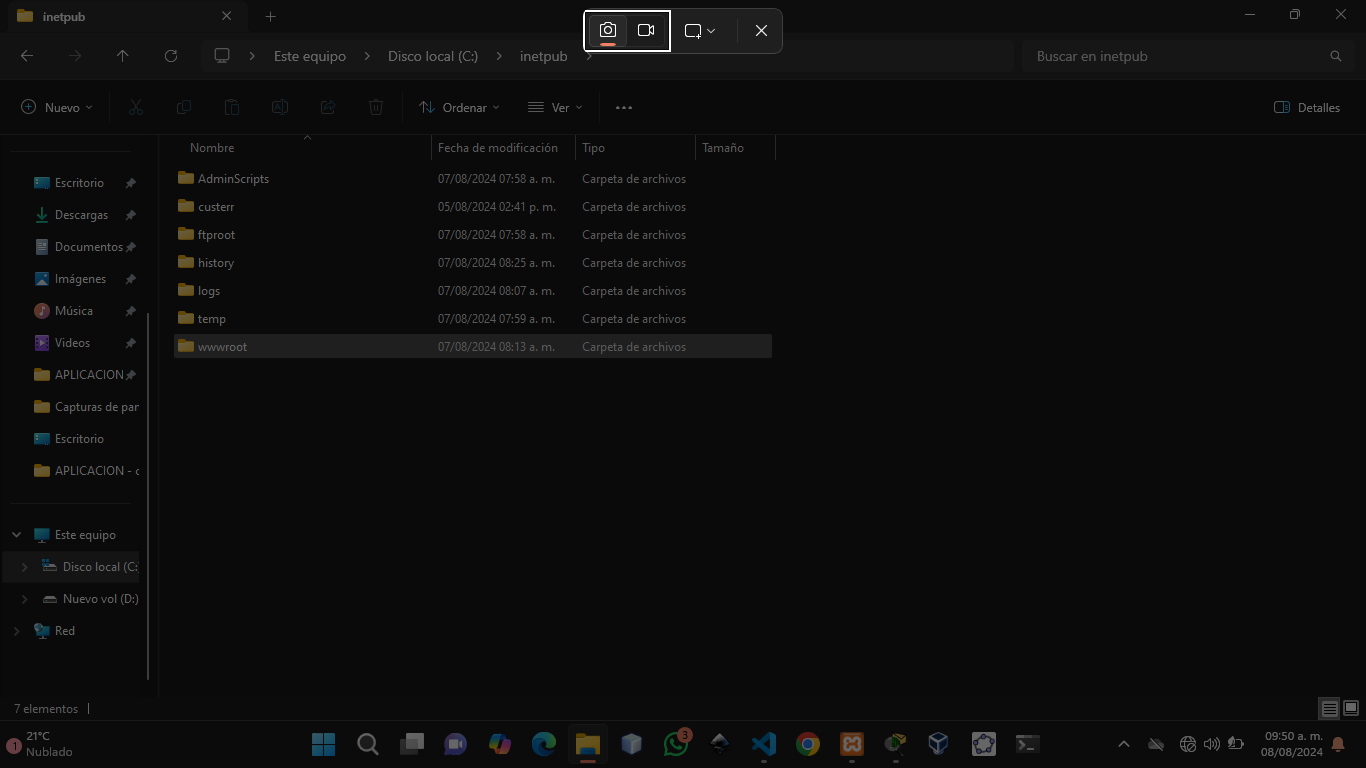 inetpub
Este equipo
Disco local (C:)
inetpub
Buscar en inetpub
Nuevo
Ordenar
Ver
Detalles
Nombre
Fecha de modificación
Tipo
Tamaño
Escritorio
Descargas
Documentos
Imágenes
Música
Videos
APLICACION
Capturas de par
Escritorio
APLICACION - c
Este equipo
Disco local (C:
Nuevo vol (D:)
Red
AdminScripts 07/08/2024 07:58 a. m. Carpeta de archivos
custerr 05/08/2024 02:41 p. m. Carpeta de archivos
ftproot 07/08/2024 07:58 a. m. Carpeta de archivos
history 07/08/2024 08:25 a. m. Carpeta de archivos
logs 07/08/2024 08:07 a. m. Carpeta de archivos
temp 07/08/2024 07:59 a. m. Carpeta de archivos
wwwroot 07/08/2024 08:13 a. m. Carpeta de archivos
7 elementos
1
21°C
Nublado
3
09:50 a. m.
08/08/2024